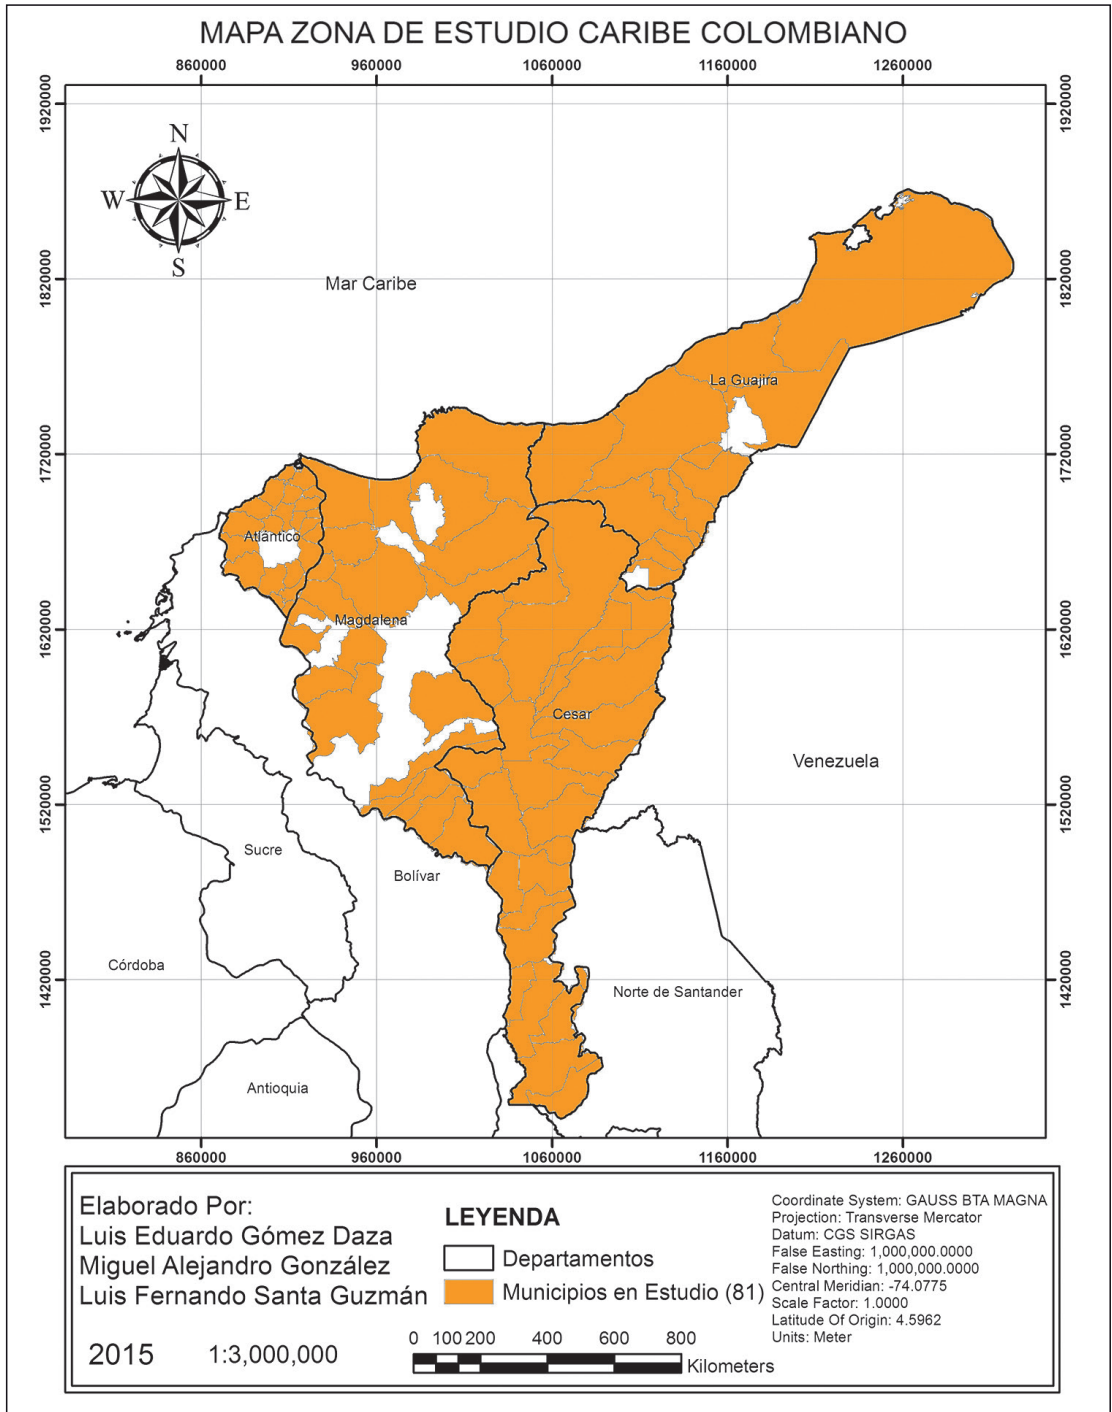 MAPA ZONA DE ESTUDIO CARIBE COLOMBIANO
860000 960000 1060000 1160000 1260000
1920000 1920000
N
W E
S
1820000 1820000
Mar Caribe
La Guajira
1720000 1720000
Atlántico
Magdalena
1620000 1620000
Cesar
Venezuela
1520000 1520000
Sucre
Bolívar
Córdoba
1420000 1420000
Norte de Santander
Antioquia
860000 960000 1060000 1160000 1260000
Elaborado Por:
Luis Eduardo Gómez Daza
Miguel Alejandro González
Luis Fernando Santa Guzmán
2015 1:3,000,000
LEYENDA
Departamentos
Municipios en Estudio (81)
0 100 200 400 600 800
Kilometers
Coordinate System: GAUSS BTA MAGNA
Projection: Transverse Mercator
Datum: CGS SIRGAS
False Easting: 1,000,000.0000
False Northing: 1,000,000.0000
Central Meridian: -74.0775
Scale Factor: 1.0000
Latitude Of Origin: 4.5962
Units: Meter